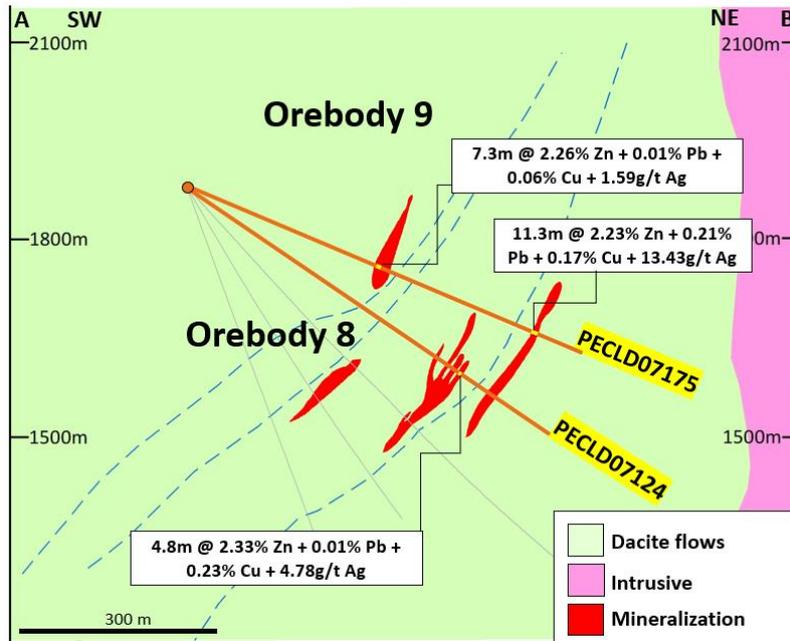 A SW NE B
2100m 2100m
Orebody 9
7.3m @ 2.26% Zn + 0.01% Pb +
0.06% Cu + 1.59g/t Ag
1800m 00m
11.3m @ 2.23% Zn + 0.21%
Pb + 0.17% Cu + 13.43g/t Ag
Orebody 8
PECLD07175
1500m 1500m
PECLD07124
4.8m @ 2.33% Zn + 0.01% Pb +
0.23% Cu + 4.78g/t Ag
Dacite flows
Intrusive
Mineralization
300 m